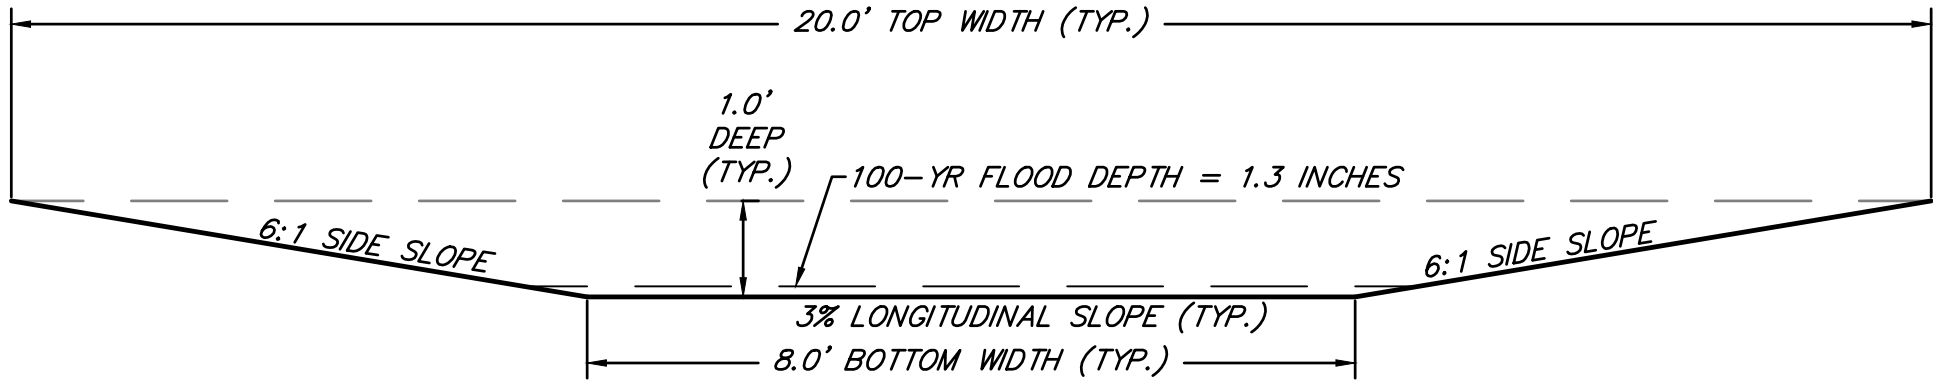 20.0' TOP WIDTH (TYP.)
1.0'
DEEP
(TYP.)
100-YR FLOOD DEPTH = 1.3 INCHES
6:1 SIDE SLOPE
6:1 SIDE SLOPE
3% LONGITUDINAL SLOPE (TYP.)
8.0' BOTTOM WIDTH (TYP.)